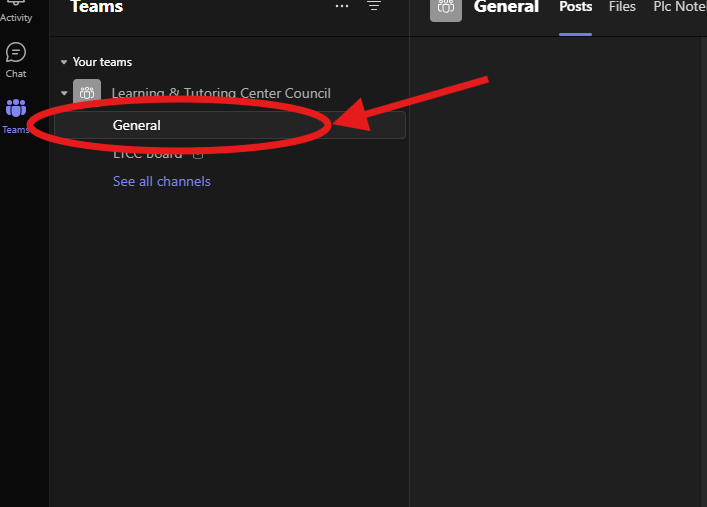 Activity
Chat
Teams
Teams
Your teams
Learning & Tutoring Center Council
General
LTCC Board
See all channels
General
Posts
Files
Plc